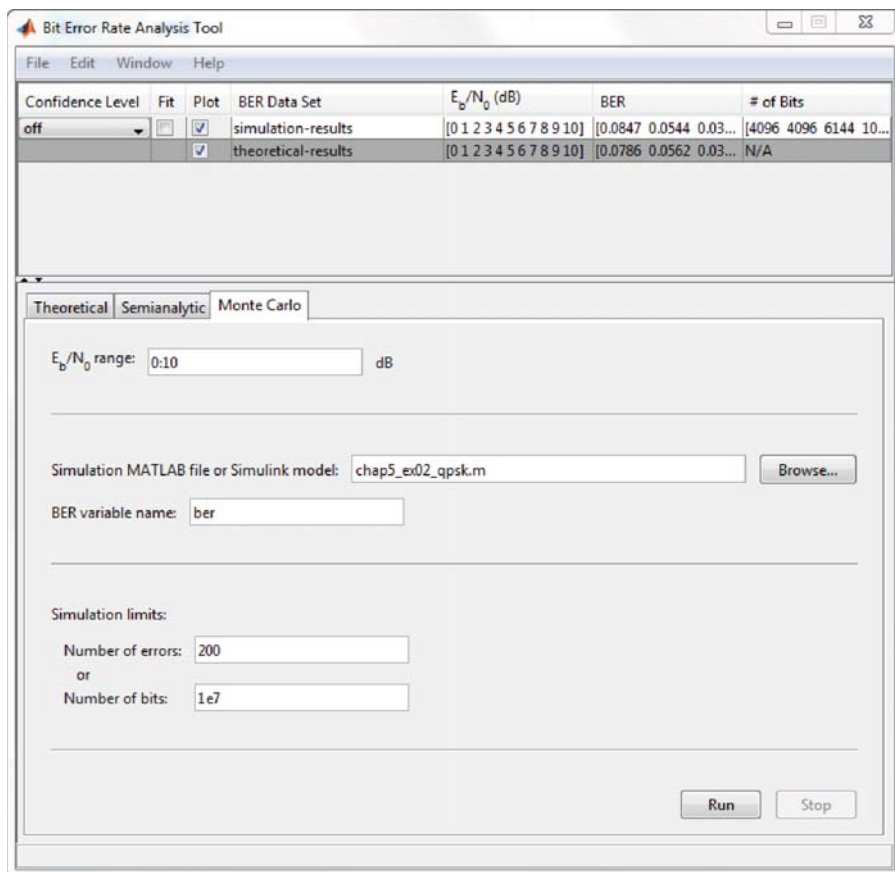 Bit Error Rate Analysis Tool
File Edit Window Help
Confidence Level Fit Plot BER Data Set E_b/N_0 (dB) BER # of Bits
off simulation-results [0 1 2 3 4 5 6 7 8 9 10] [0.0847 0.0544 0.03... [4096 4096 6144 10...
theoretical-results [0 1 2 3 4 5 6 7 8 9 10] [0.0786 0.0562 0.03... N/A
Theoretical Semianalytic Monte Carlo
E_b/N_0 range: 0:10 dB
Simulation MATLAB file or Simulink model: chap5_ex02_qpsk.m Browse...
BER variable name: ber
Simulation limits:
Number of errors: 200
or
Number of bits: 1e7
Run Stop